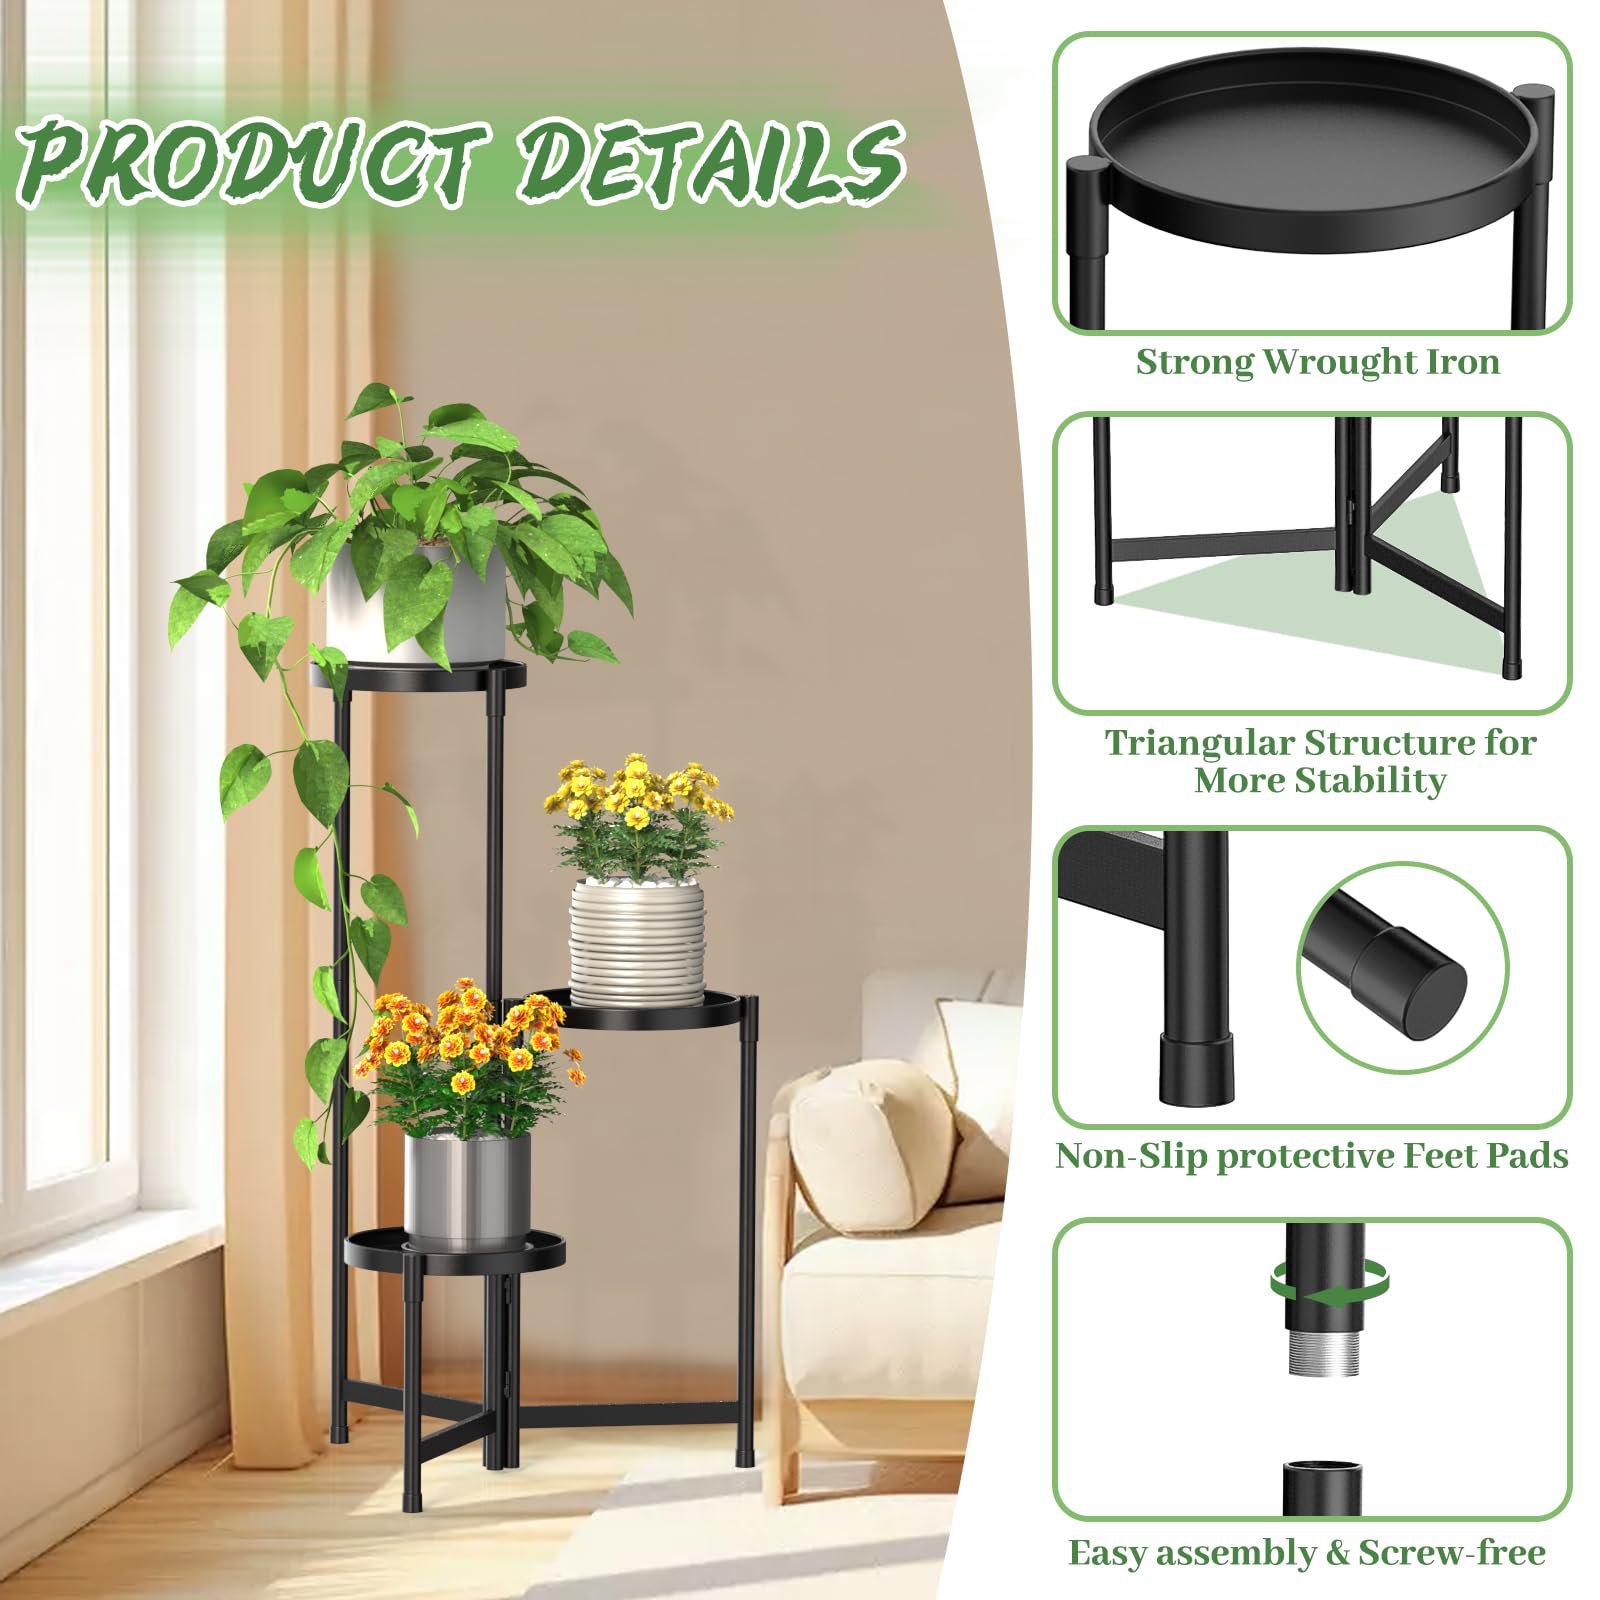 PRODUCT DETAILS
Strong Wrought Iron
Triangular Structure for
More Stability
Non-Slip protective Feet Pads
Easy assembly & Screw-free